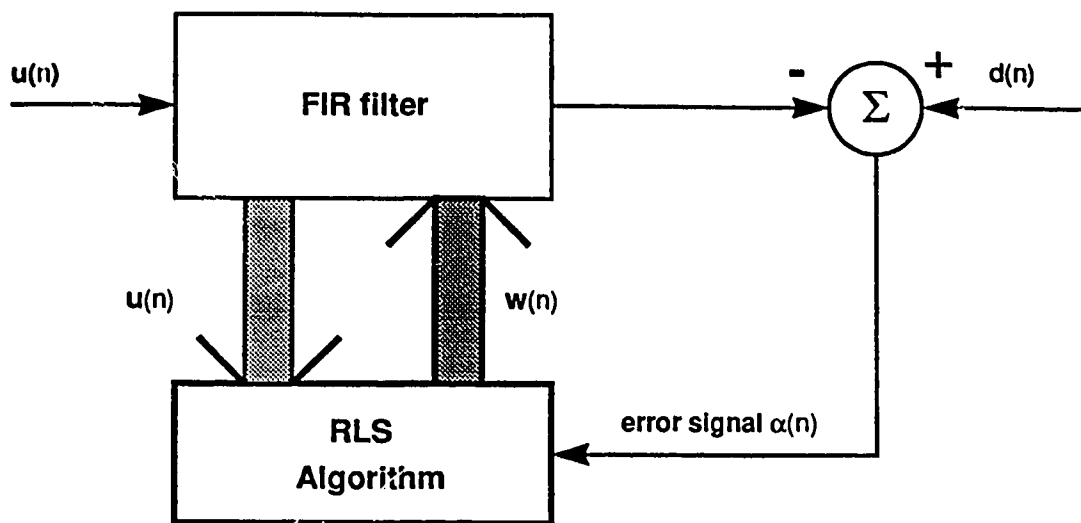 u(n)
FIR filter
-
+
d(n)
Σ
u(n)
w(n)
error signal α(n)
RLS
Algorithm